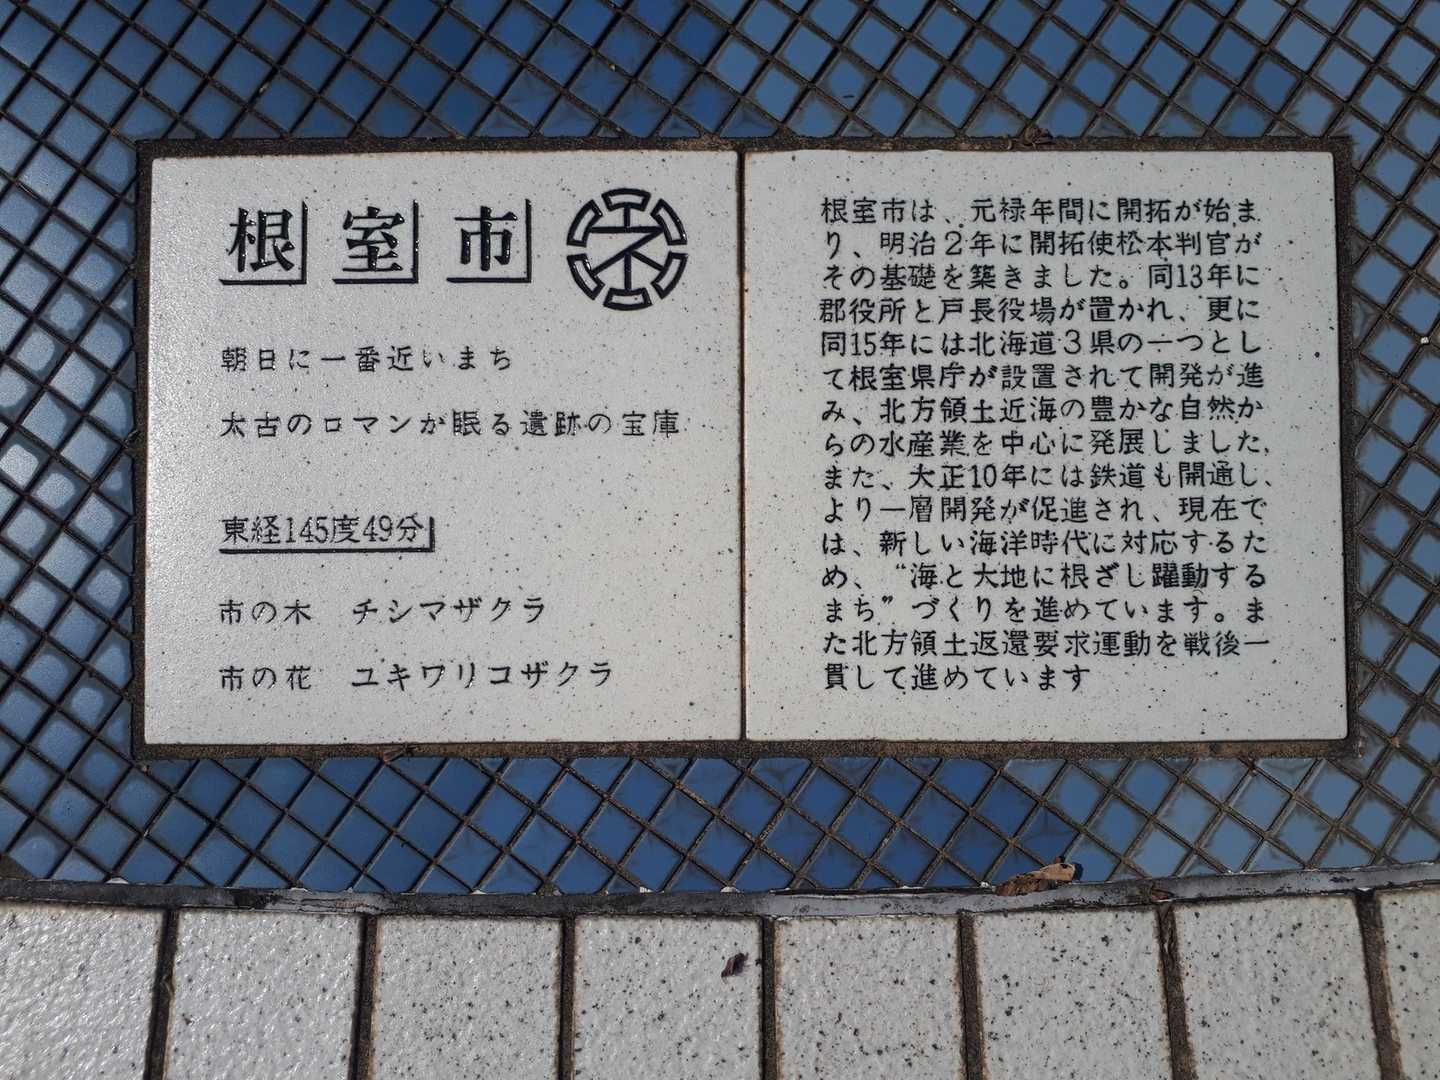 根室市
朝日に一番近いまち
太古のロマンが眠る遺跡の宝庫
東経145度49分
市の木　チシマザクラ
市の花　ユキワリコザクラ
根室市は、元禄年間に開拓が始ま
り、明治２年に開拓使松本判官が
その基礎を築きました。同13年に
郡役所と戸長役場が置かれ、更に
同15年には北海道３県の一つとし
て根室県庁が設置されて開発が進
み、北方領土近海の豊かな自然か
らの水産業を中心に発展しました。
また、大正10年には鉄道も開通し、
より一層開発が促進され、現在で
は、新しい海洋時代に対応するた
め、“海と大地に根ざし躍動する
まち”づくりを進めています。ま
た北方領土返還要求運動を戦後一
貫して進めています